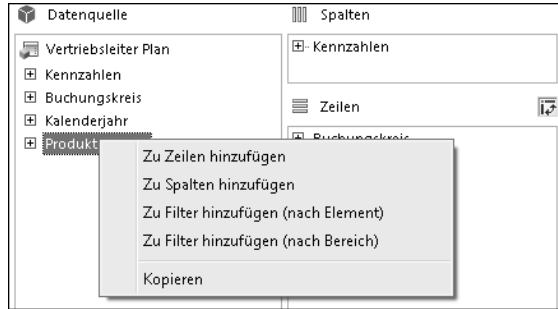 Datenquelle
Vertriebsleiter Plan
Kennzahlen
Buchungskreis
Kalenderjahr
Produkt
Spalten
Kennzahlen
Zeilen
Buchungskreis
Zu Zeilen hinzufügen
Zu Spalten hinzufügen
Zu Filter hinzufügen (nach Element)
Zu Filter hinzufügen (nach Bereich)
Kopieren